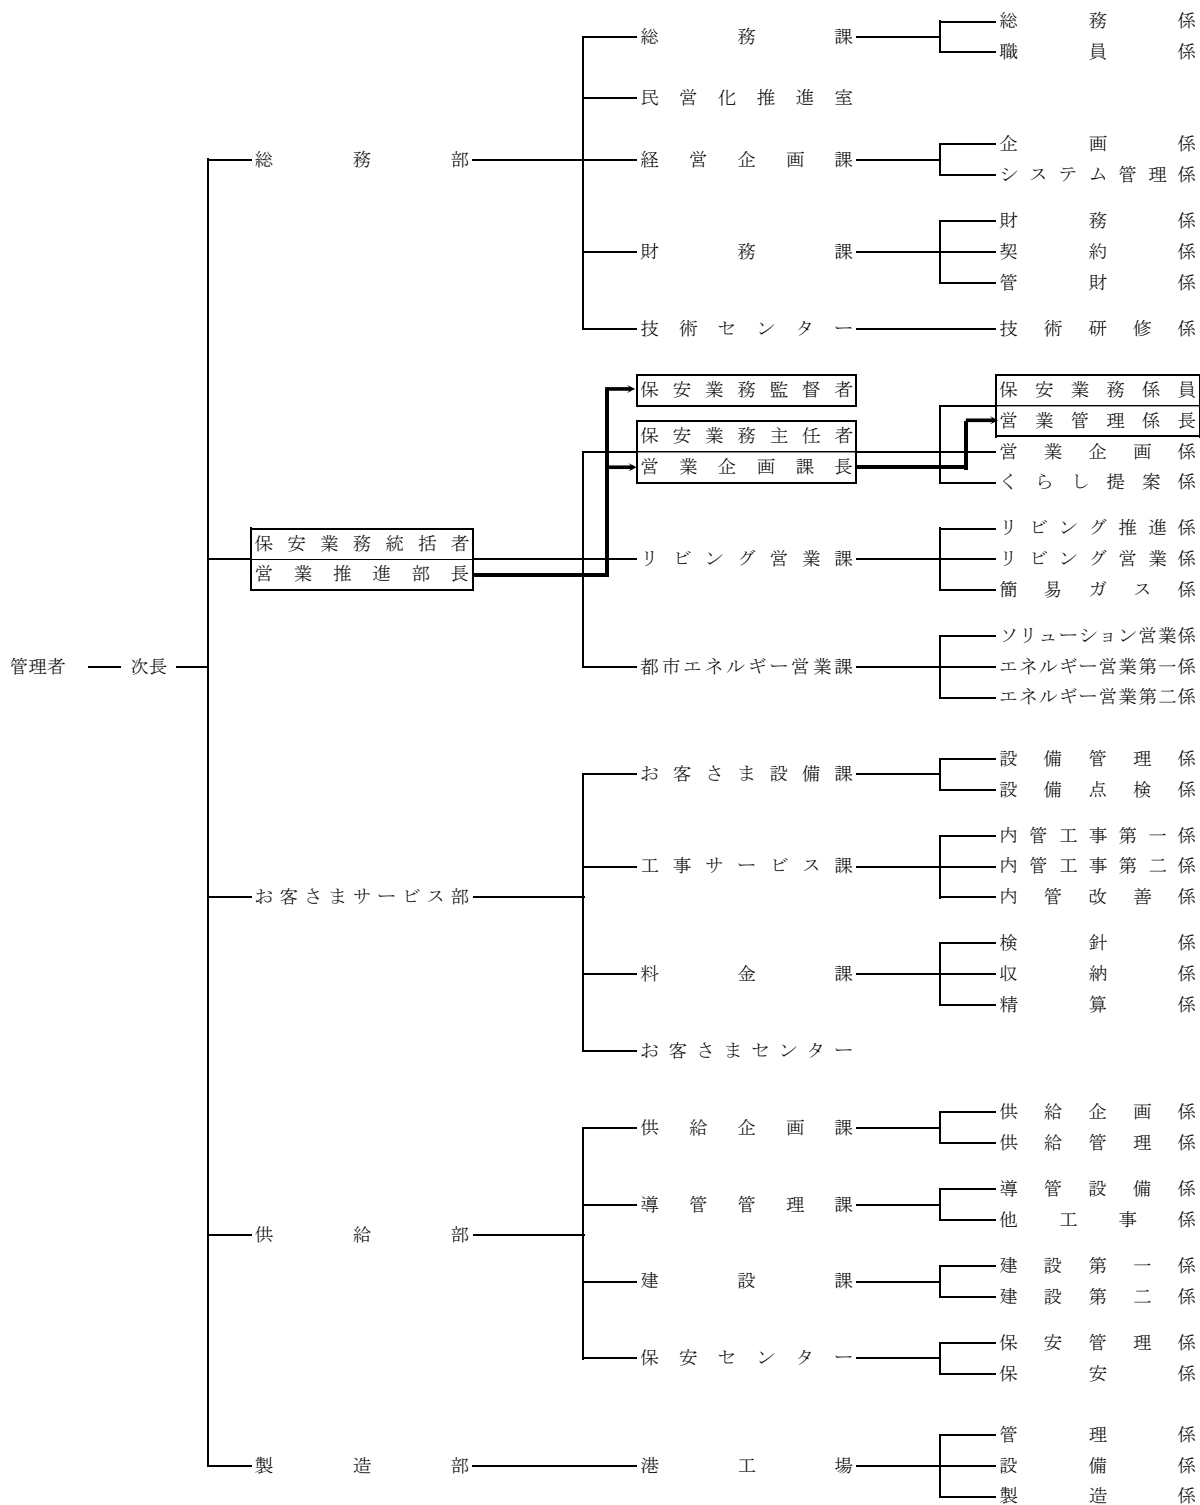 総務係
総務課
職員係
民営化推進室
企画係
総務部
経営企画課
システム管理係
財務係
財務課
契約係
管財係
技術センター
技術研修係
保安業務監督者
保安業務係員
営業管理係長
保安業務主任者
営業企画課長
営業企画係
くらし提案係
リビング推進係
保安業務統括者
営業推進部長
リビング営業課
リビング営業係
簡易ガス係
ソリューション営業係
管理者
次長
都市エネルギー営業課
エネルギー営業第一係
エネルギー営業第二係
設備管理係
お客さま設備課
設備点検係
内管工事第一係
工事サービス課
内管工事第二係
お客さまサービス部
内管改善係
検針係
料金課
収納係
精算係
お客さまセンター
供給企画係
供給企画課
供給管理係
導管設備係
導管管理課
他工事係
供給部
建設第一係
建設課
建設第二係
保安管理係
保安センター
保安係
管理係
製造部
港工場
設備係
製造係